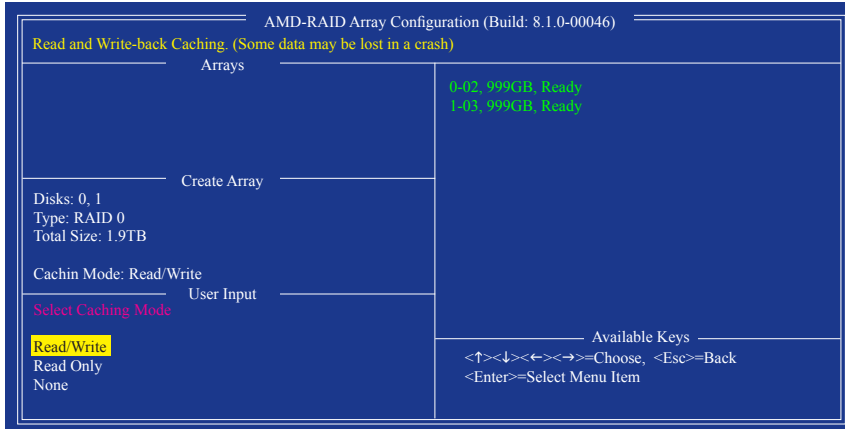 AMD-RAID Array Configuration (Build: 8.1.0-00046)
Read and Write-back Caching. (Some data may be lost in a crash)
Arrays
0-02, 999GB, Ready
1-03, 999GB, Ready
Create Array
Disks: 0, 1
Type: RAID 0
Total Size: 1.9TB
Cachin Mode: Read/Write
User Input
Select Caching Mode
Read/Write
Read Only
None
Available Keys
<↑><↓><←><→>=Choose, <Esc>=Back
<Enter>=Select Menu Item